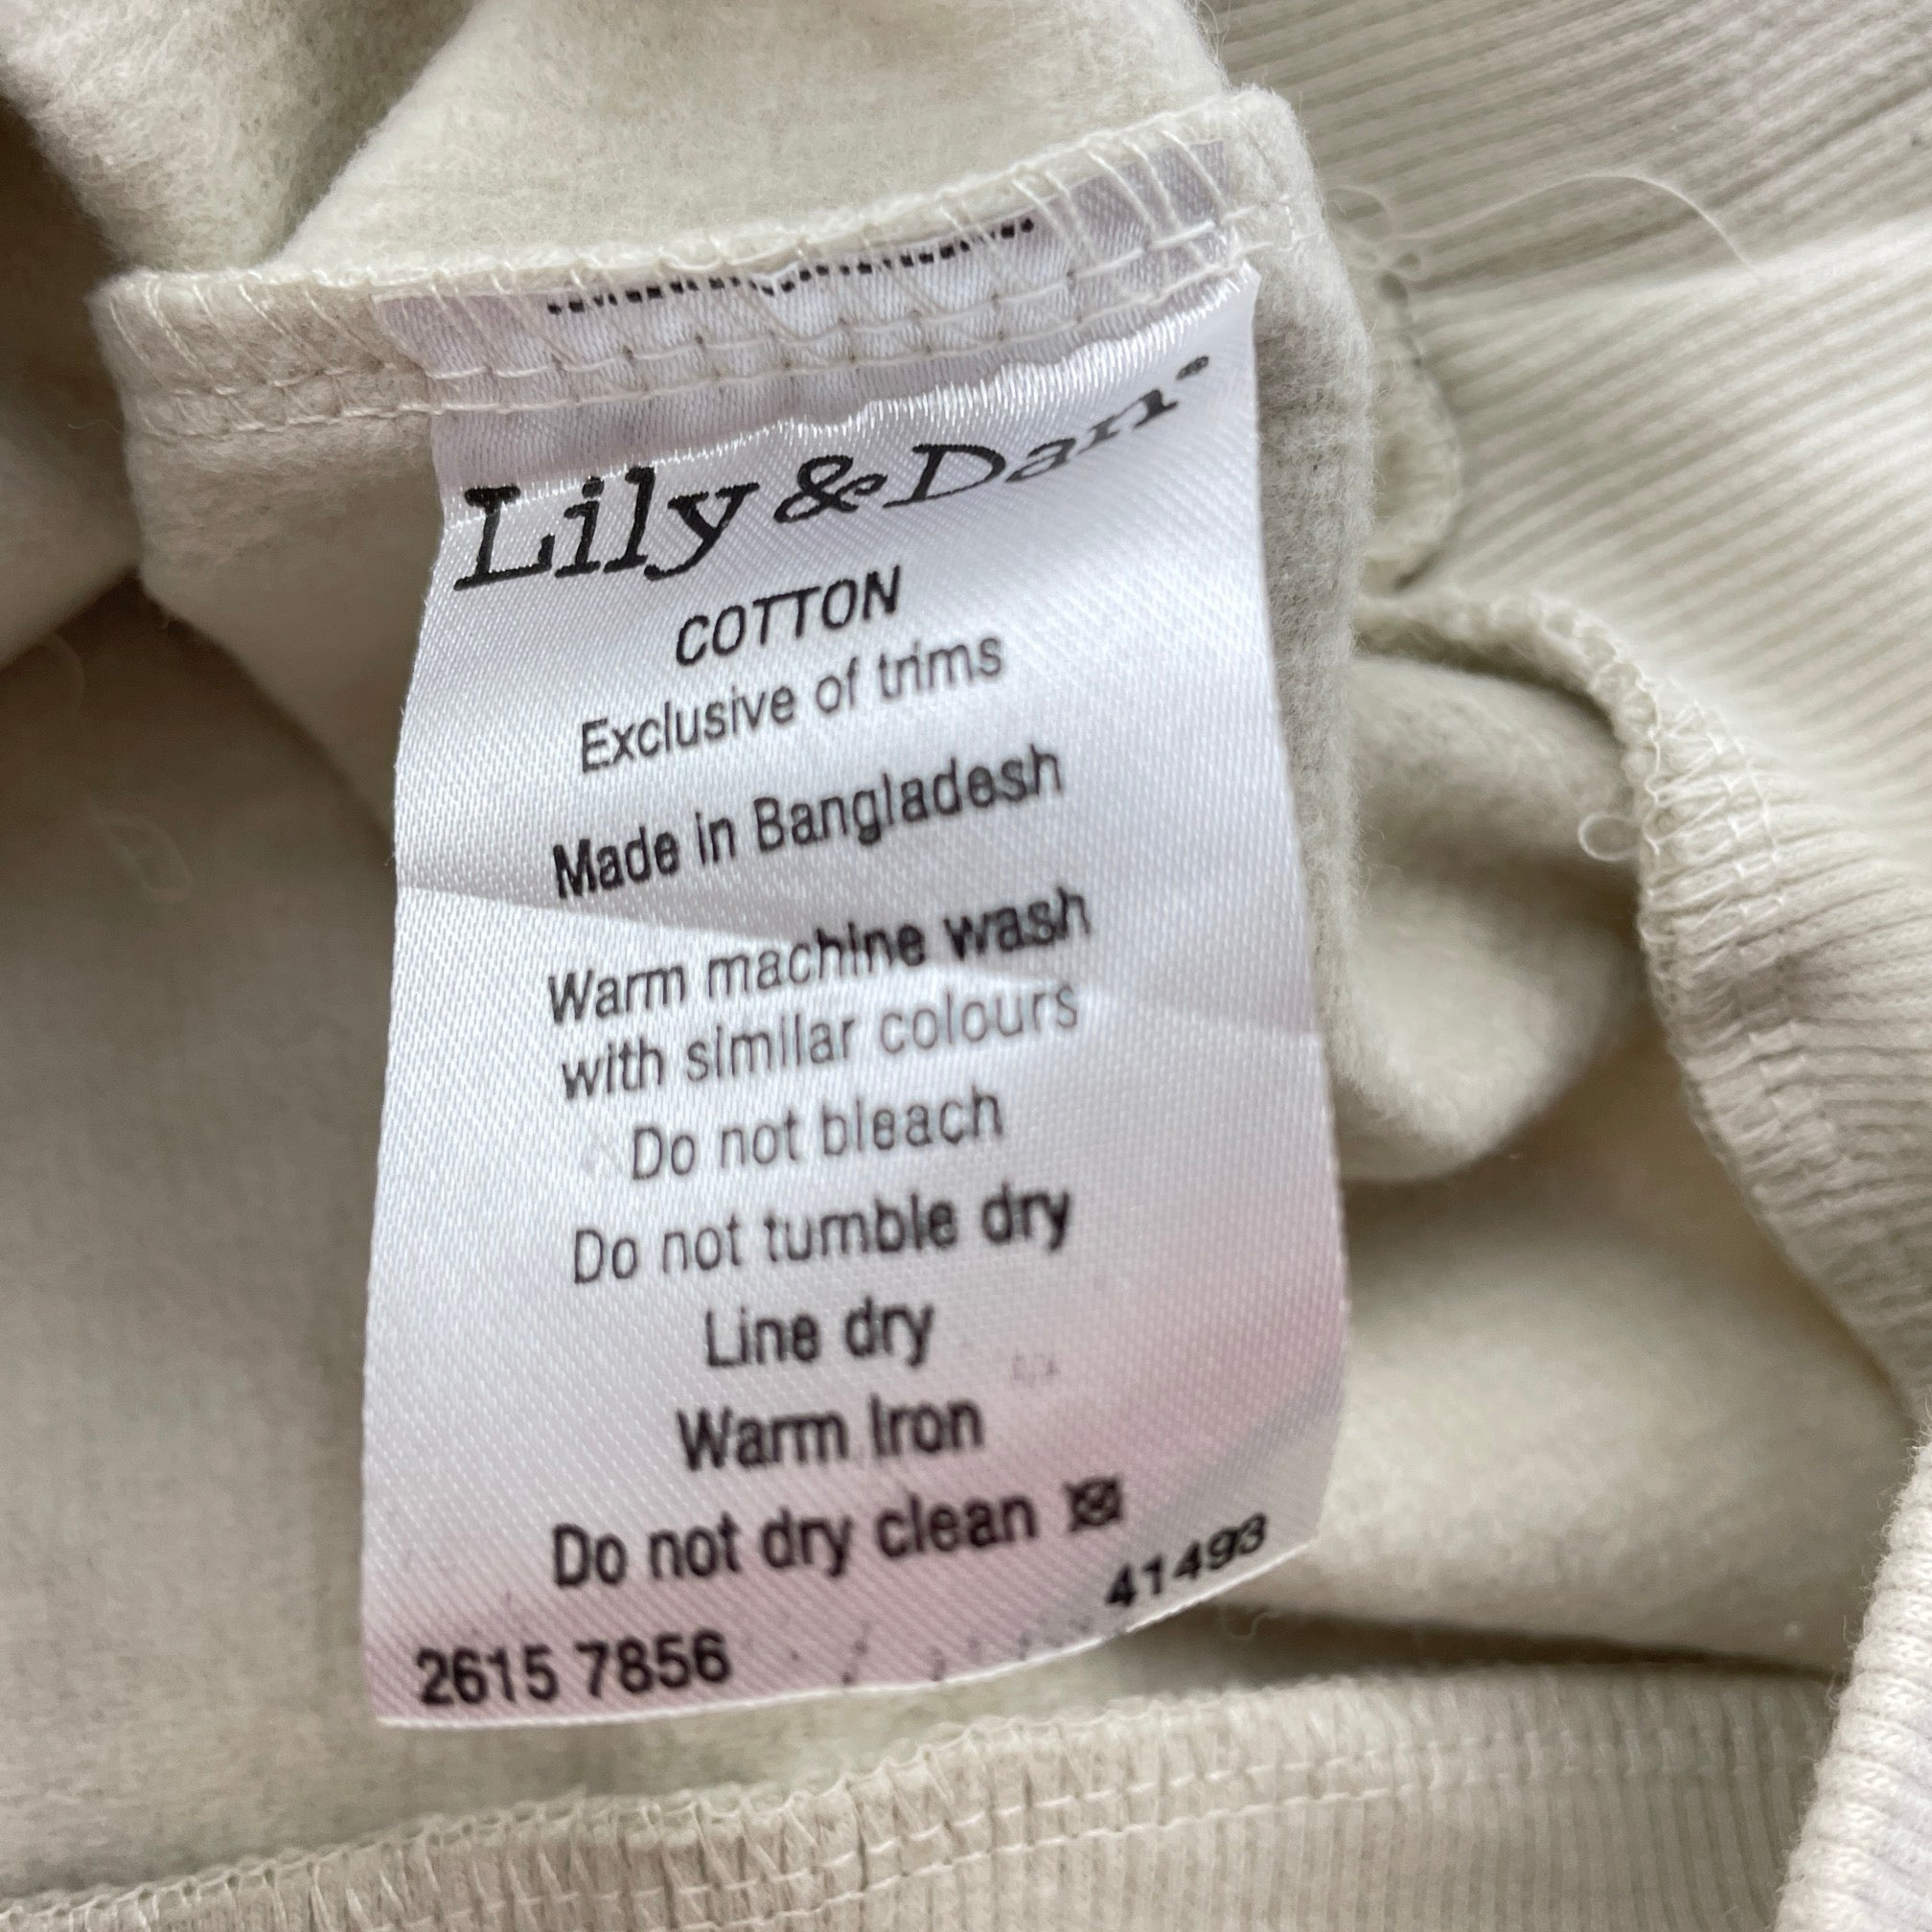 Lily & Dan®
COTTON
Exclusive of trims
Made in Bangladesh
Warm machine wash
with similar colours
Do not bleach
Do not tumble dry
Line dry
Warm Iron
Do not dry clean
41493
2615 7856